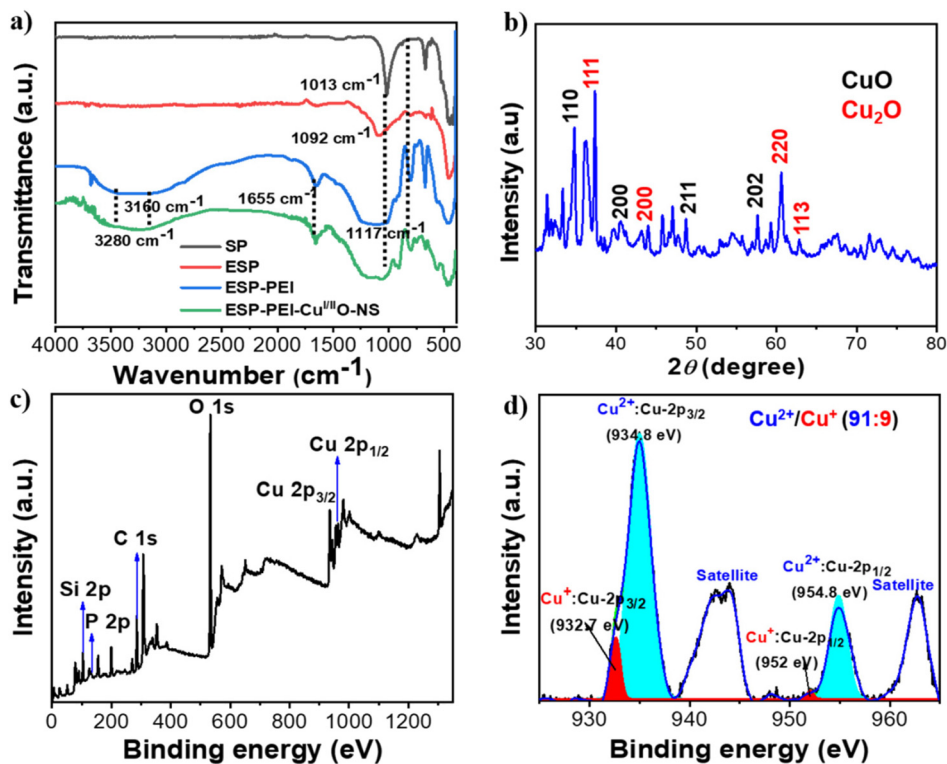 a)
Transmittance (a.u.)
1013 cm⁻¹
1092 cm⁻¹
3160 cm⁻¹
1655 cm⁻¹
3280 cm⁻¹
1117 cm⁻¹
SP
ESP
ESP-PEI
ESP-PEI-Cuᴵ/ᴵᴵO-NS
4000 3500 3000 2500 2000 1500 1000 500
Wavenumber (cm⁻¹)
b)
Intensity (a.u)
110
111
200
200
211
202
220
113
CuO
Cu₂O
30 40 50 60 70 80
2θ (degree)
c)
Intensity (a.u.)
O 1s
Cu 2p₁/₂
Cu 2p₃/₂
C 1s
Si 2p
P 2p
0 200 400 600 800 1000 1200
Binding energy (eV)
d)
Intensity (a.u.)
Cu²⁺:Cu-2p₃/₂
(934.8 eV)
Cu²⁺/Cu⁺ (91:9)
Cu⁺:Cu-2p₃/₂
(932.7 eV)
Satellite
Cu²⁺:Cu-2p₁/₂
(954.8 eV)
Satellite
Cu⁺:Cu-2p₁/₂
(952 eV)
930 940 950 960
Binding energy (eV)